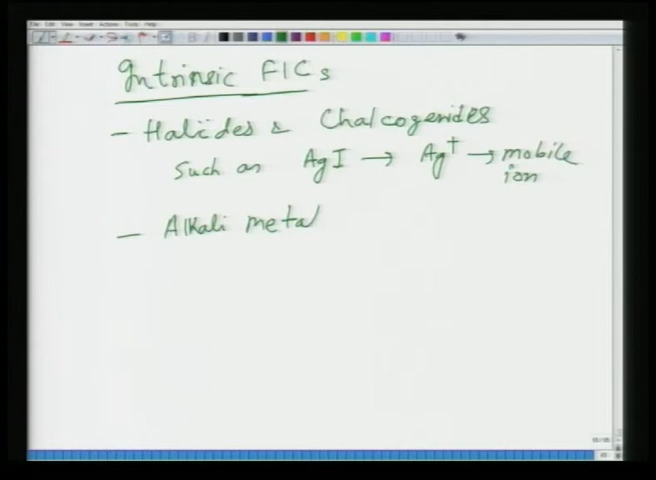 Intrinsic FICs
- Halides & Chalcogenides
Such as AgI → Ag+ → mobile
ion
- Alkali metal